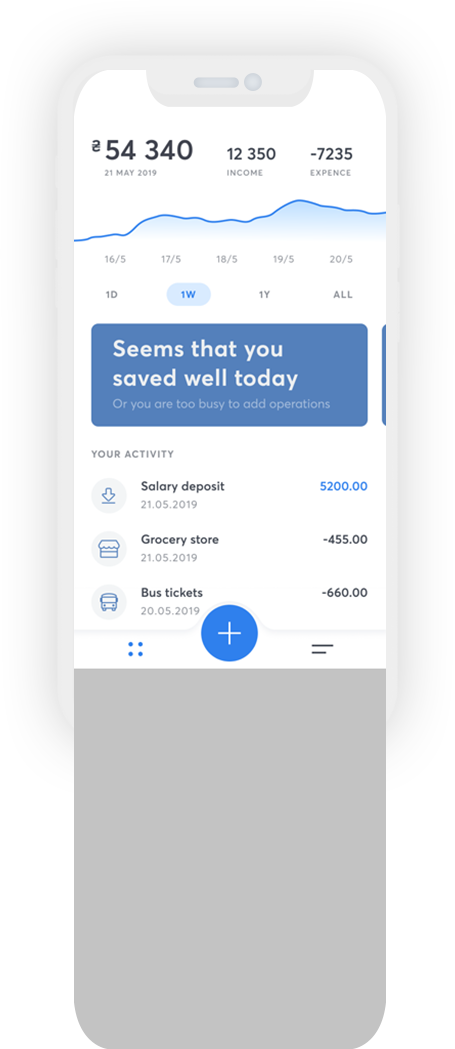 ₴54 340
12 350
-7235
21 MAY 2019
INCOME
EXPENCE
16/5 17/5 18/5 19/5 20/5
1D 1W 1Y ALL
Seems that you
saved well today
Or you are too busy to add operations
YOUR ACTIVITY
Salary deposit 5200.00
21.05.2019
Grocery store -455.00
21.05.2019
Bus tickets -660.00
20.05.2019